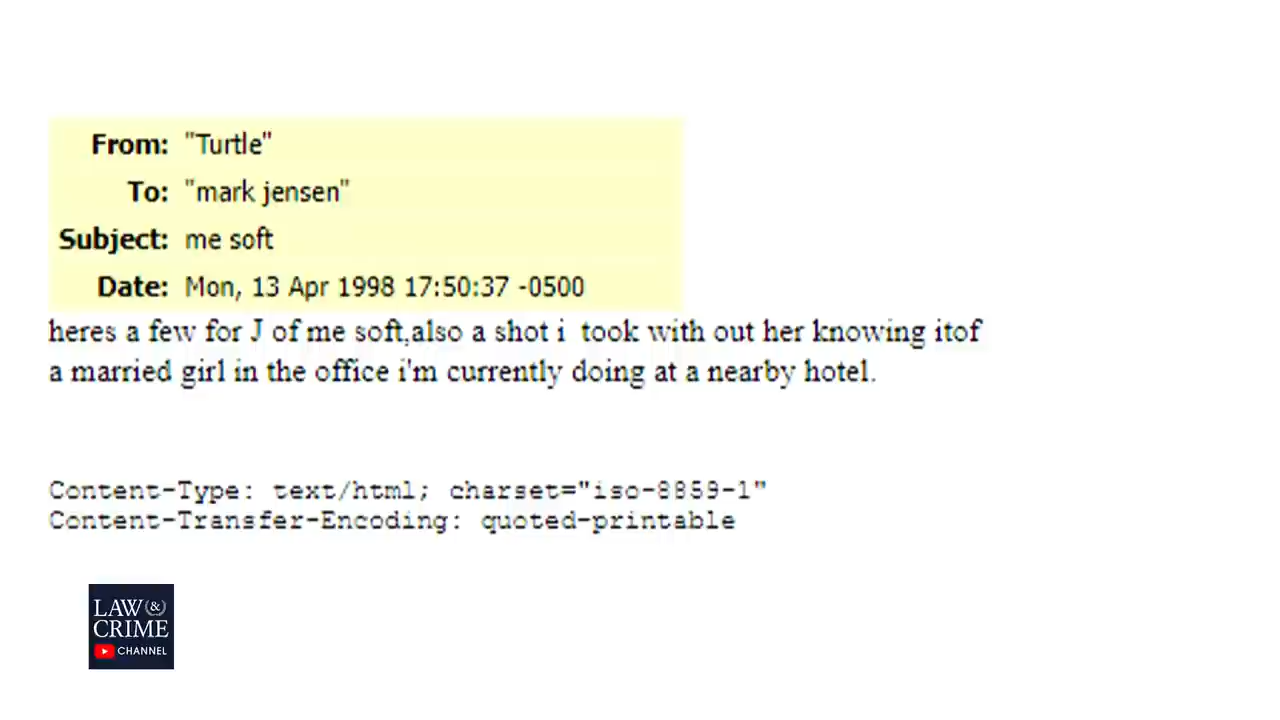 From: "Turtle"
To: "mark jensen"
Subject: me soft
Date: Mon, 13 Apr 1998 17:50:37 -0500
heres a few for J of me soft,also a shot i  took with out her knowing itof
a married girl in the office i'm currently doing at a nearby hotel.
Content-Type: text/html; charset="iso-8859-1"
Content-Transfer-Encoding: quoted-printable
LAW &
CRIME
CHANNEL